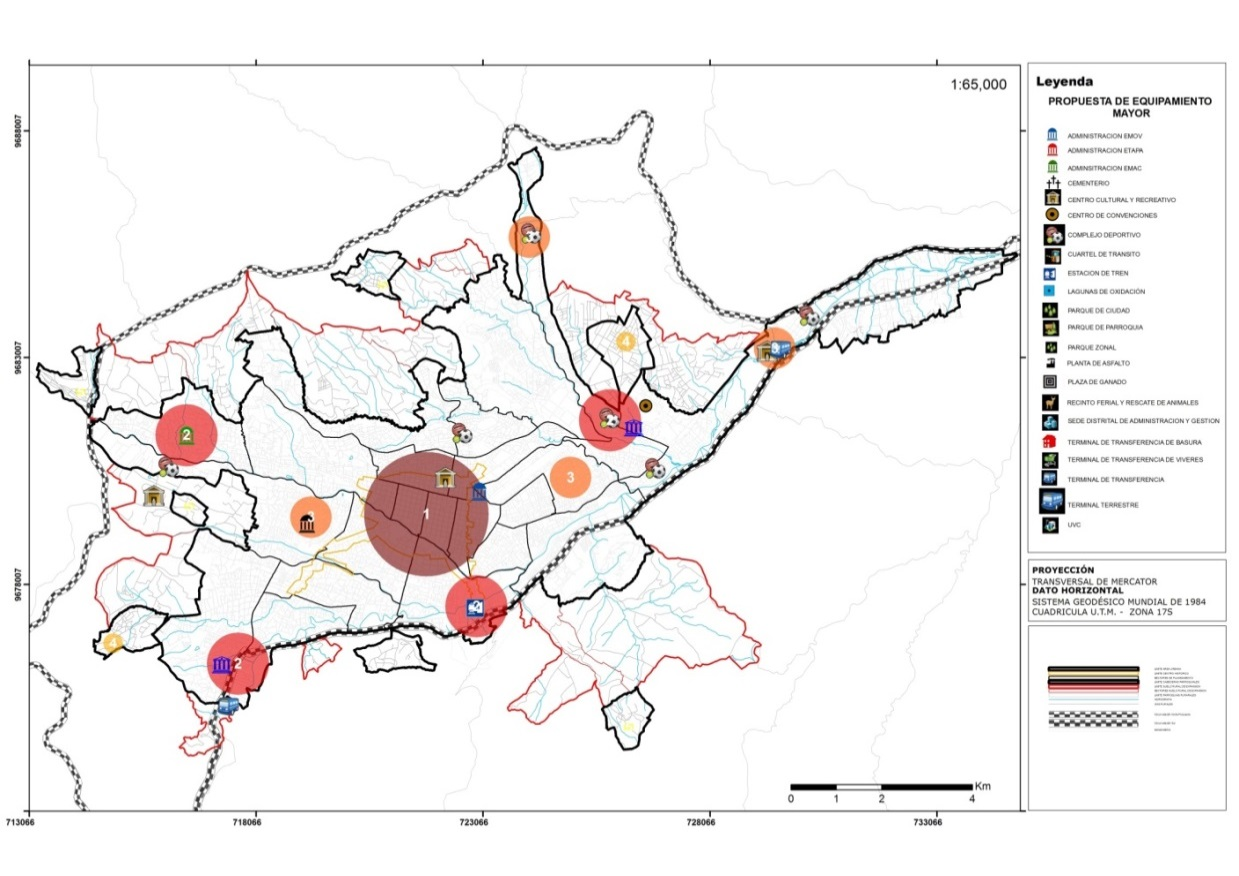 1:65,000
9688007
9683007
9678007
713066
718066
723066
728066
733066
4
2
3
1
2
Km
0 1 2 4
Leyenda
PROPUESTA DE EQUIPAMIENTO
MAYOR
ADMINISTRACION EMOV
ADMINISTRACION ETAPA
ADMINSITRACION EMAC
CEMENTERIO
CENTRO CULTURAL Y RECREATIVO
CENTRO DE CONVENCIONES
COMPLEJO DEPORTIVO
CUARTEL DE TRANSITO
ESTACION DE TREN
LAGUNAS DE OXIDACIÓN
PARQUE DE CIUDAD
PARQUE DE PARROQUIA
PARQUE ZONAL
PLANTA DE ASFALTO
PLAZA DE GANADO
RECINTO FERIAL Y RESCATE DE ANIMALES
SEDE DISTRITAL DE ADMINISTRACION Y GESTION
TERMINAL DE TRANSFERENCIA DE BASURA
TERMINAL DE TRANSFERENCIA DE VIVERES
TERMINAL DE TRANSFERENCIA
TERMINAL TERRESTRE
UVC
PROYECCIÓN
TRANSVERSAL DE MERCATOR
DATO HORIZONTAL
SISTEMA GEODÉSICO MUNDIAL DE 1984
CUADRICULA U.T.M. - ZONA 17S